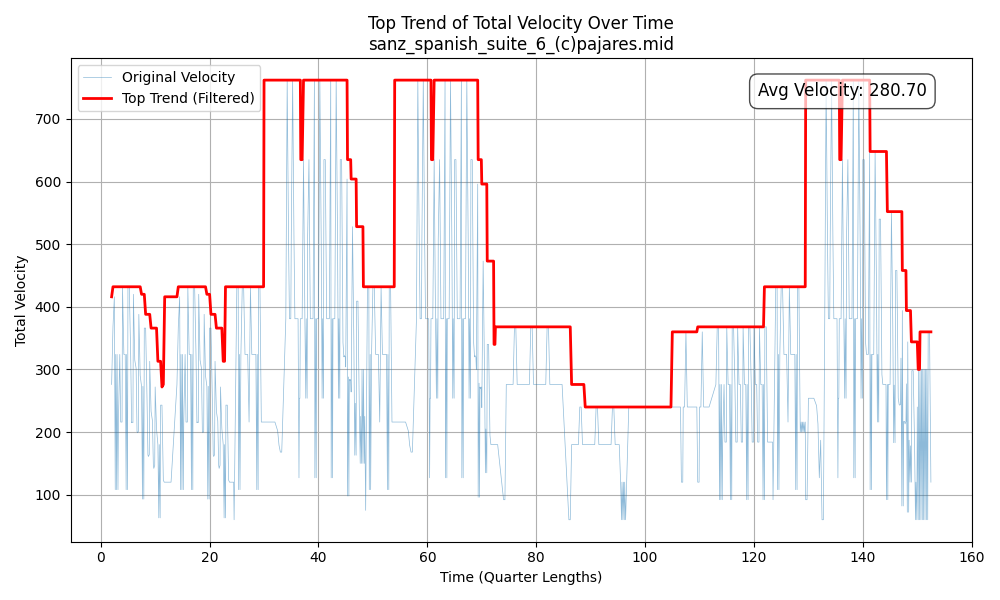 Top Trend of Total Velocity Over Time
sanz_spanish_suite_6_(c)pajares.mid
Original Velocity
Top Trend (Filtered)
Avg Velocity: 280.70
Total Velocity
700
600
500
400
300
200
100
0 20 40 60 80 100 120 140 160
Time (Quarter Lengths)